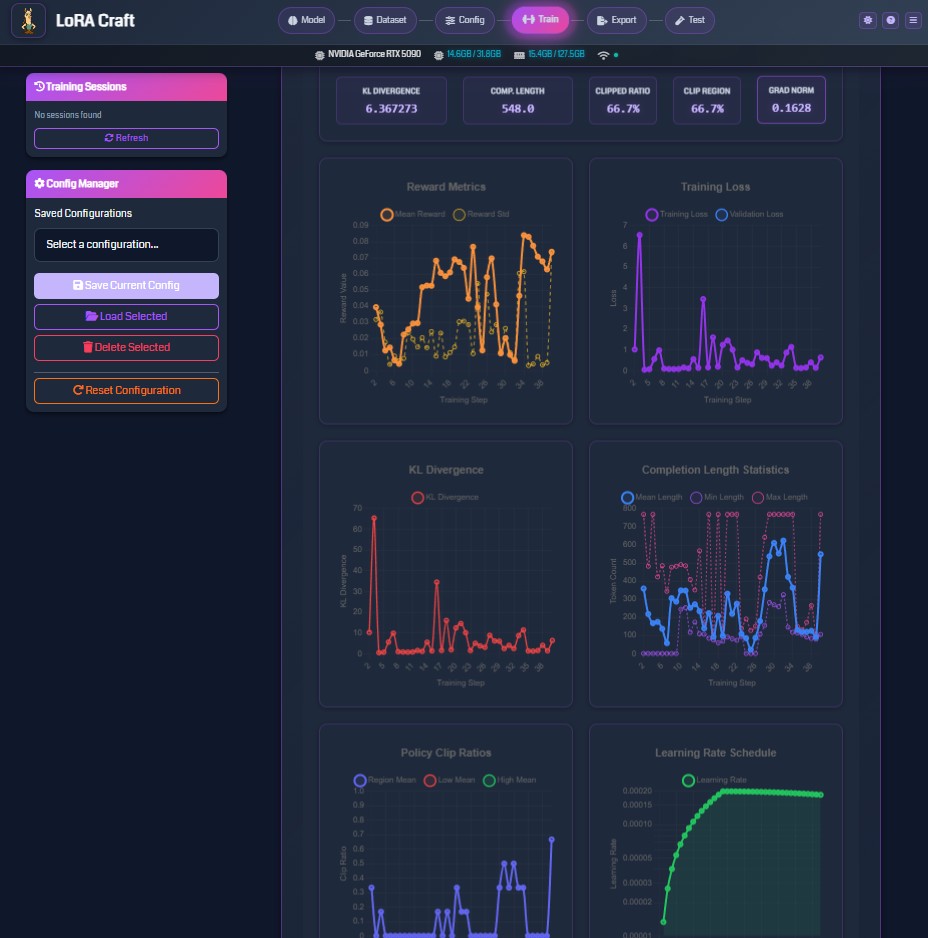 LoRA Craft
Model
Dataset
Config
Train
Export
Test
NVIDIA GeForce RTX 5090
14.6GB / 31.8GB
15.4GB / 127.5GB
Training Sessions
No sessions found
Refresh
Config Manager
Saved Configurations
Select a configuration...
Save Current Config
Load Selected
Delete Selected
Reset Configuration
KL DIVERGENCE
6.367273
COMP. LENGTH
548.0
CLIPPED RATIO
66.7%
CLIP REGION
66.7%
GRAD NORM
0.1628
Reward Metrics
Mean Reward Reward Std
0.09
0.08
0.07
0.06
0.05
0.04
0.03
0.02
0.01
0
Reward Value
2 6 10 14 18 22 26 30 34 38
Training Step
Training Loss
Training Loss Validation Loss
7
6
5
4
3
2
1
0
Loss
2 5 8 11 14 17 20 23 26 29 32 35 38
Training Step
KL Divergence
KL Divergence
70
60
50
40
30
20
10
0
KL Divergence
2 5 8 11 14 17 20 23 26 29 32 35 38
Training Step
Completion Length Statistics
Mean Length Min Length Max Length
800
700
600
500
400
300
200
100
0
Token Count
2 6 10 14 18 22 26 30 34 38
Training Step
Policy Clip Ratios
Region Mean Low Mean High Mean
1.0
0.9
0.8
0.7
0.6
0.5
0.4
0.3
0.2
0.1
0
Clip Ratio
Learning Rate Schedule
Learning Rate
0.00020
0.00015
0.00010
0.00005
0.00003
0.00002
0.00001
Learning Rate